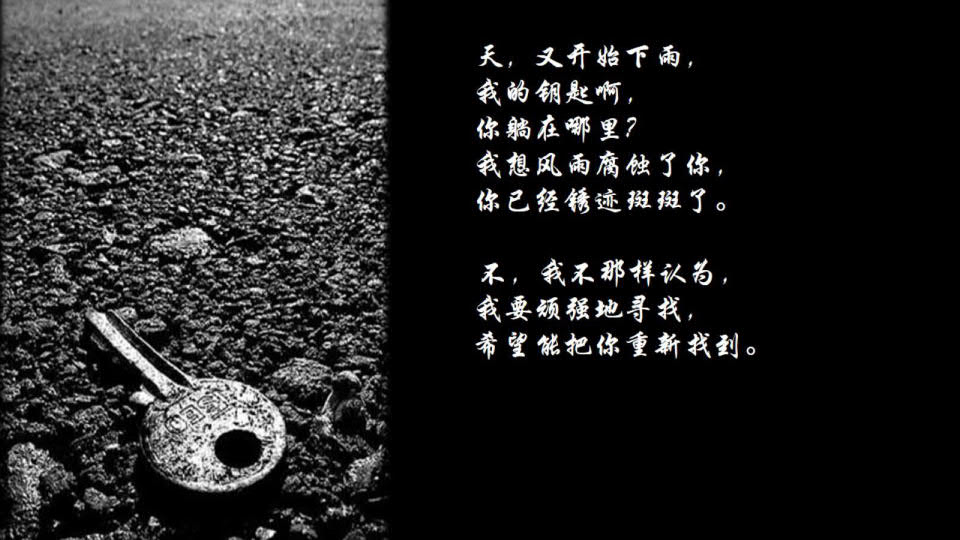 天，又开始下雨，
我的钥匙啊，
你躺在哪里？
我想风雨腐蚀了你，
你已经锈迹斑斑了。
不，我不那样认为，
我要顽强地寻找，
希望能把你重新找到。